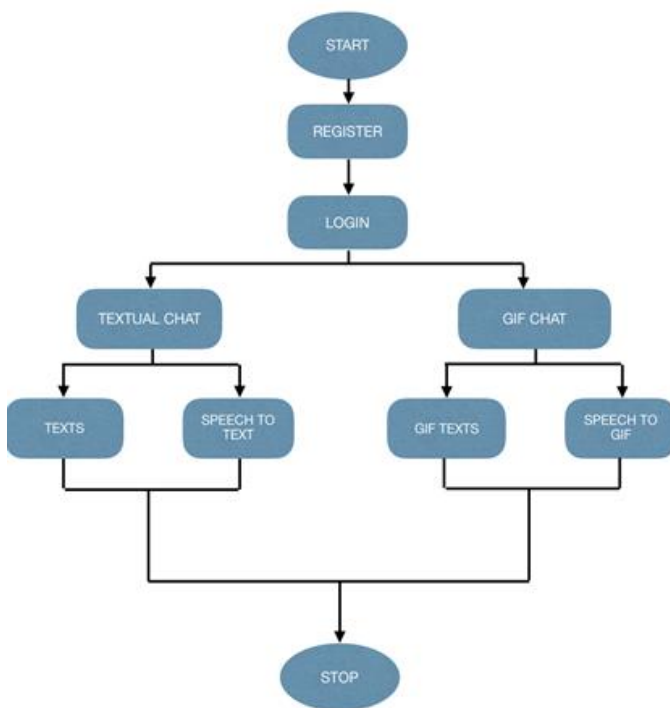 START
REGISTER
LOGIN
TEXTUAL CHAT
GIF CHAT
TEXTS
SPEECH TO
TEXT
GIF TEXTS
SPEECH TO
GIF
STOP